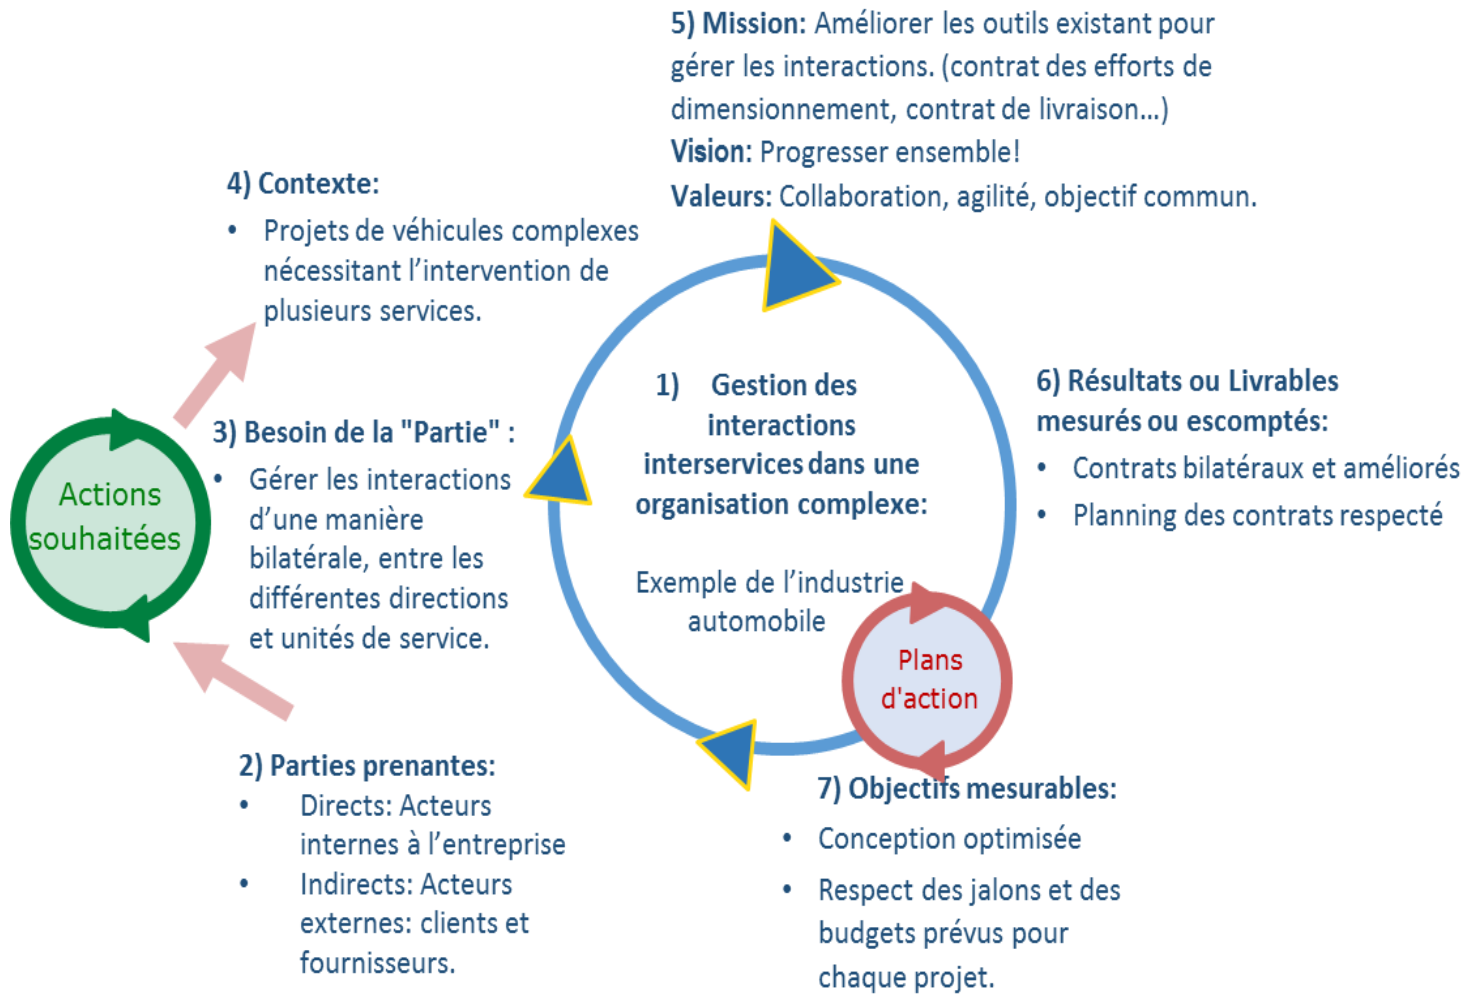 5) Mission: Améliorer les outils existant pour
gérer les interactions. (contrat des efforts de
dimensionnement, contrat de livraison...)
Vision: Progresser ensemble!
Valeurs: Collaboration, agilité, objectif commun.
4) Contexte:
• Projets de véhicules complexes
nécessitant l'intervention de
plusieurs services.
1) Gestion des
interactions
interservices dans une
organisation complexe:
Exemple de l'industrie
automobile
6) Résultats ou Livrables
mesurés ou escomptés:
• Contrats bilatéraux et améliorés
• Planning des contrats respecté
3) Besoin de la "Partie" :
• Gérer les interactions
d'une manière
bilatérale, entre les
différentes directions
et unités de service.
Actions
souhaitées
Plans
d'action
2) Parties prenantes:
• Directs: Acteurs
internes à l'entreprise
• Indirects: Acteurs
externes: clients et
fournisseurs.
7) Objectifs mesurables:
• Conception optimisée
• Respect des jalons et des
budgets prévus pour
chaque projet.